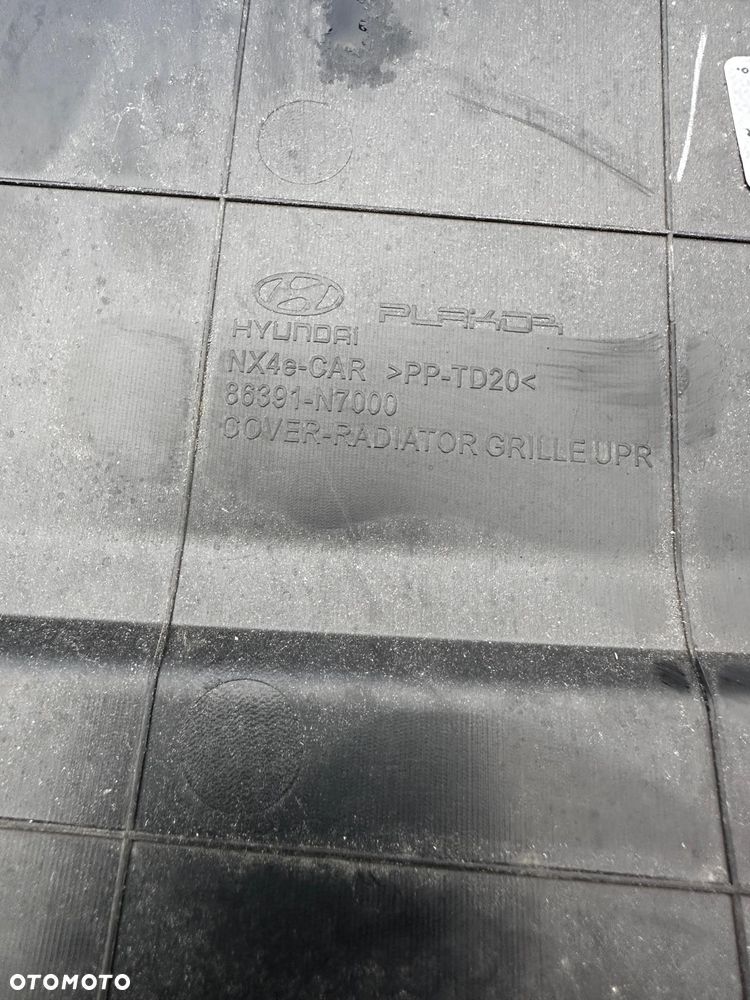 PLAKOR
HYUNDAI
NX4e-CAR >PP-TD20<
86391-N7000
COVER-RADIATOR GRILLE UPR
OTOMOTO